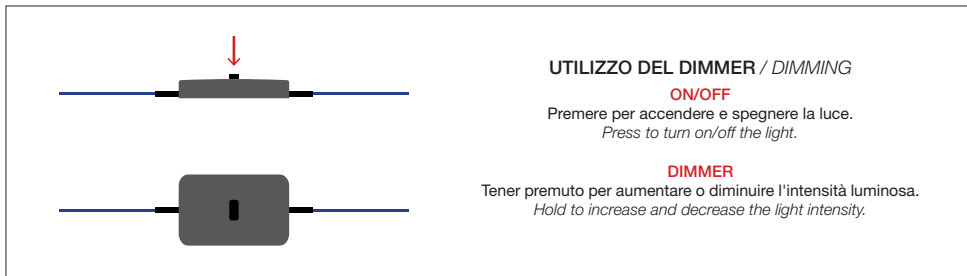 UTILIZZO DEL DIMMER / DIMMING
ON/OFF
Premere per accendere e spegnere la luce.
Press to turn on/off the light.
DIMMER
Tener premuto per aumentare o diminuire l'intensità luminosa.
Hold to increase and decrease the light intensity.